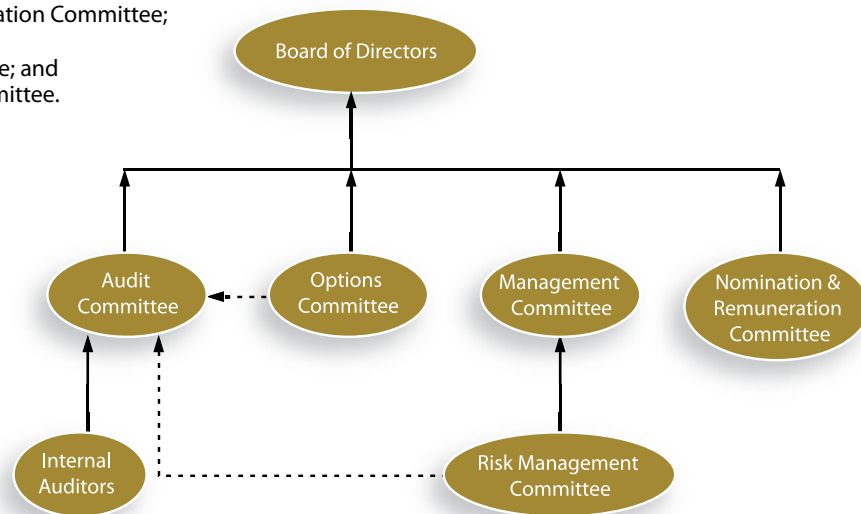 ation Committee;
e; and
mittee.
Board of Directors
Audit
Committee
Options
Committee
Management
Committee
Nomination &
Remuneration
Committee
Internal
Auditors
Risk Management
Committee